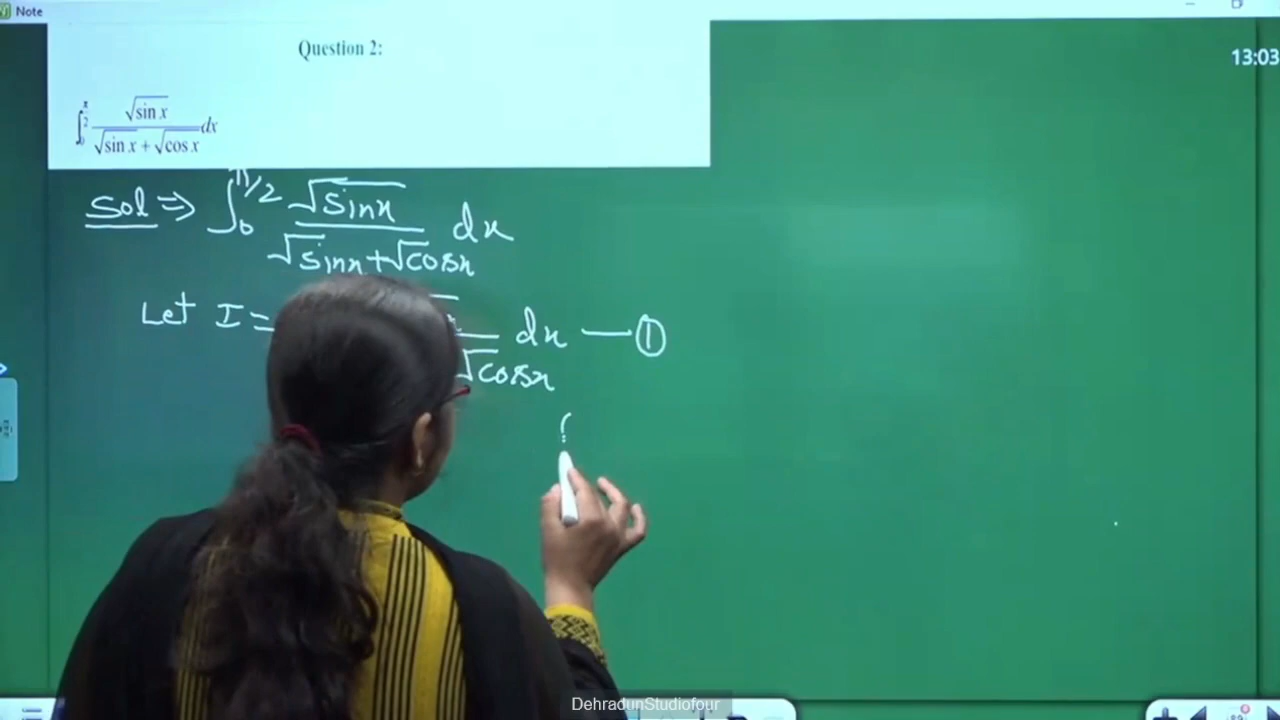 Note
Question 2:
13:03
∫₀^{π/2} √sin x / (√sin x + √cos x) dx
Sol ⇒ ∫₀^{π/2} √sinx / (√sinx + √cosx) dx
Let I = dx — ①
√cosx
DehradunStudiofour